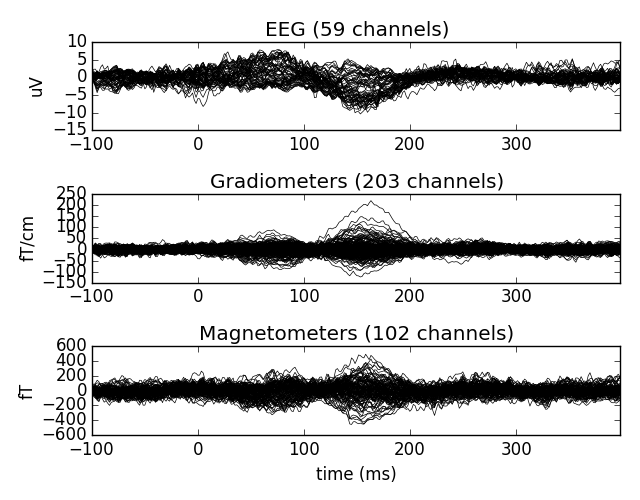 EEG (59 channels)
10
5
0
−5
−10
−15
uV
−100 0 100 200 300
Gradiometers (203 channels)
250
200
150
100
50
0
−50
−100
−150
fT/cm
−100 0 100 200 300
Magnetometers (102 channels)
600
400
200
0
−200
−400
−600
fT
−100 0 100 200 300
time (ms)